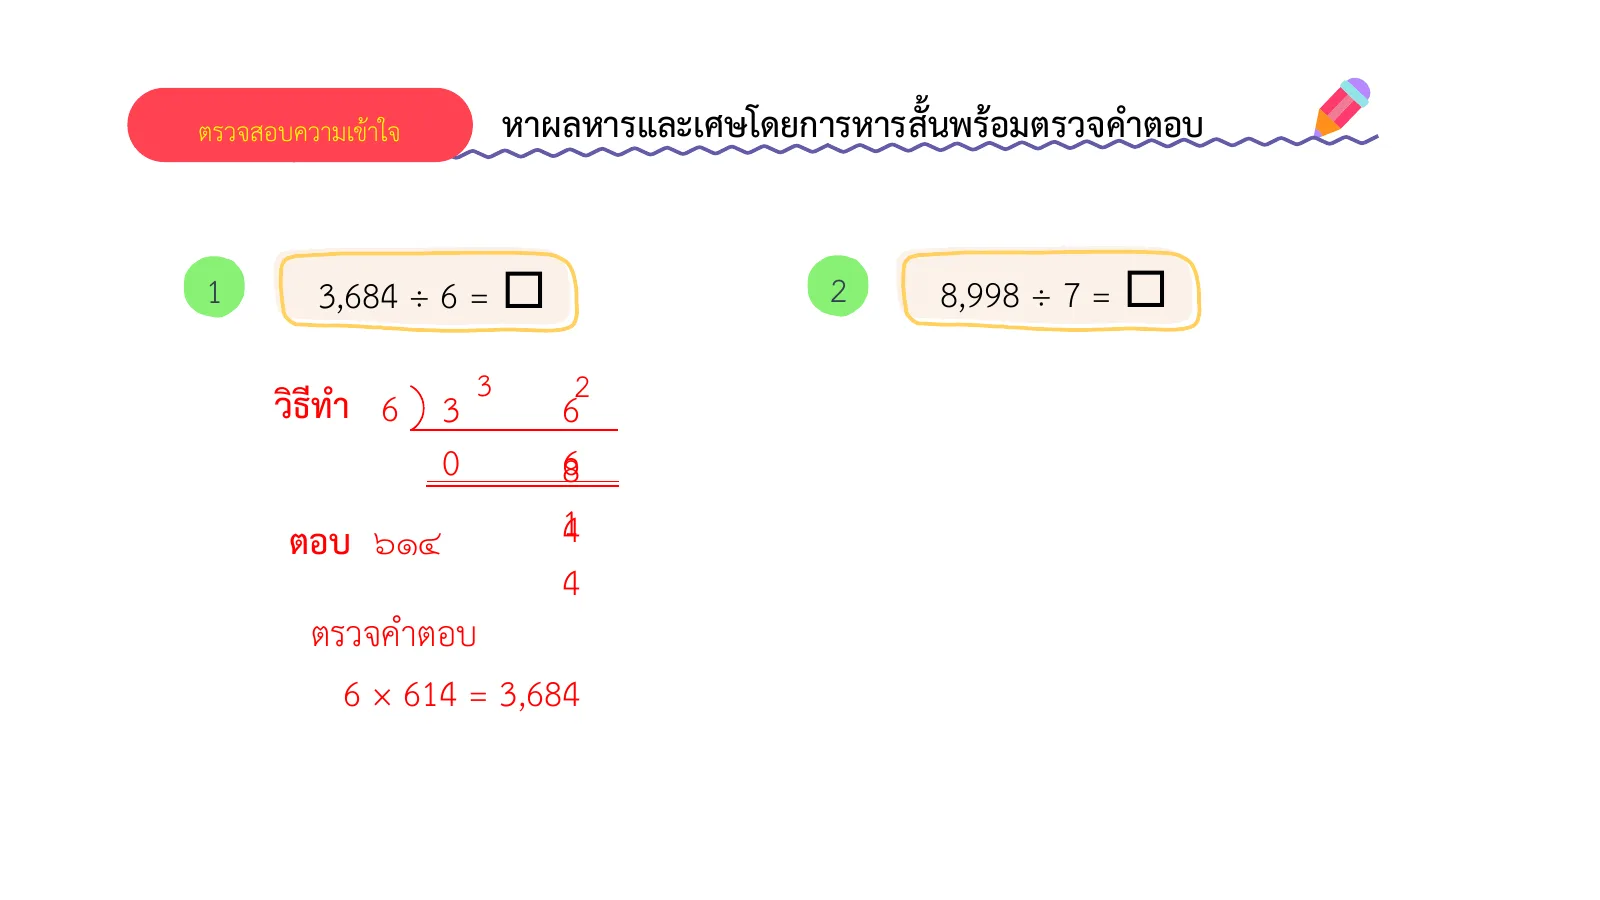 ตรวจสอบความเข้าใจ
หาผลหารและเศษโดยการหารสั้นพร้อมตรวจคำตอบ
1
3,684 ÷ 6 = □
2
8,998 ÷ 7 = □
3 2
วิธีทำ 6 ) 3 6
8
4
0 6
1
4
ตอบ ๖๑๔
ตรวจคำตอบ
6 × 614 = 3,684